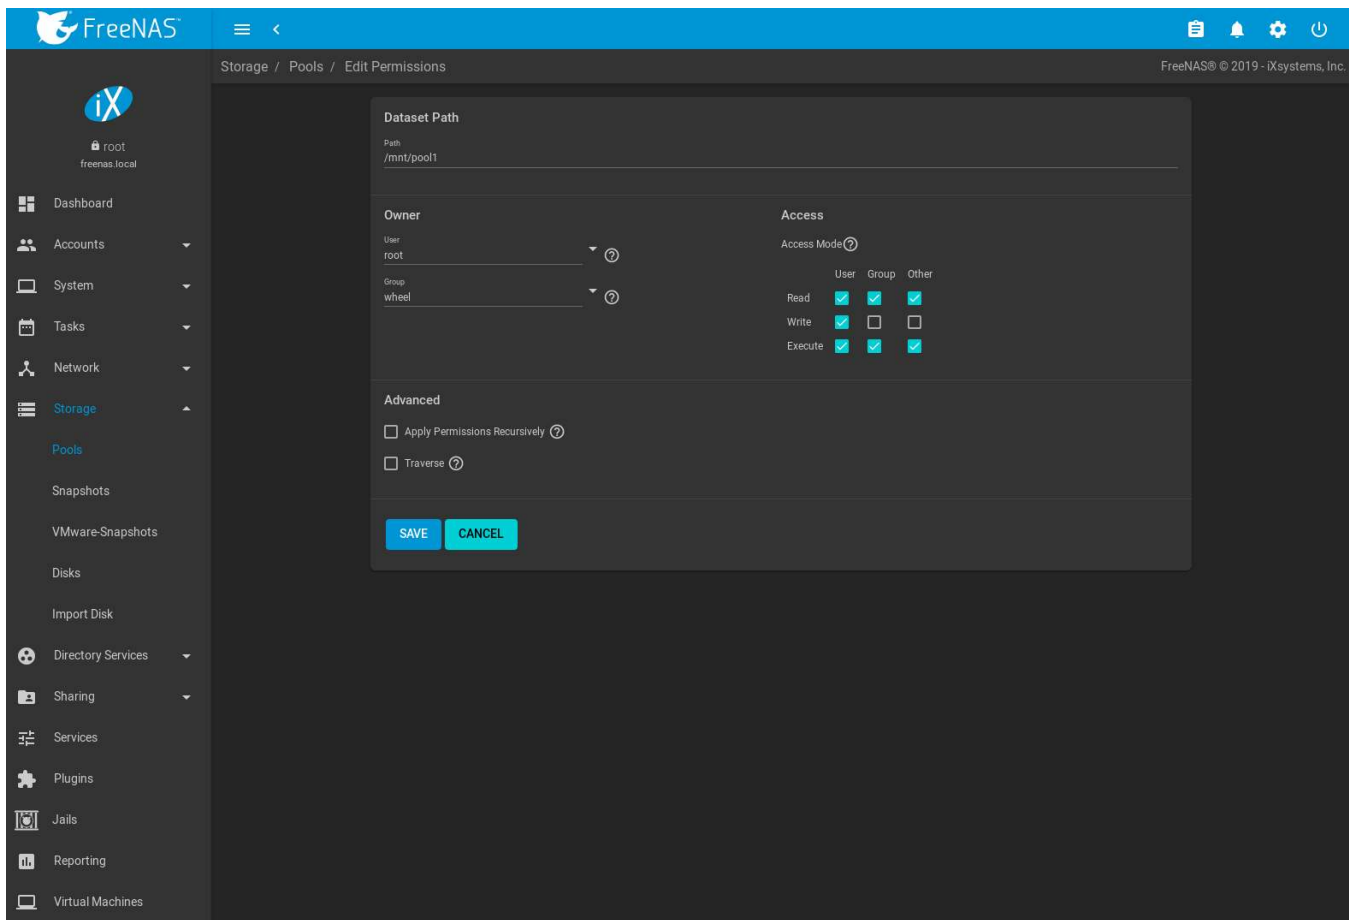 FreeNAS™
Storage / Pools / Edit Permissions
FreeNAS® © 2019 - iXsystems, Inc.
iX
root
freenas.local
Dashboard
Accounts
System
Tasks
Network
Storage
Pools
Snapshots
VMware-Snapshots
Disks
Import Disk
Directory Services
Sharing
Services
Plugins
Jails
Reporting
Virtual Machines
Dataset Path
Path
/mnt/pool1
Owner
User
root
Group
wheel
Access
Access Mode
User Group Other
Read
Write
Execute
Advanced
Apply Permissions Recursively
Traverse
SAVE CANCEL